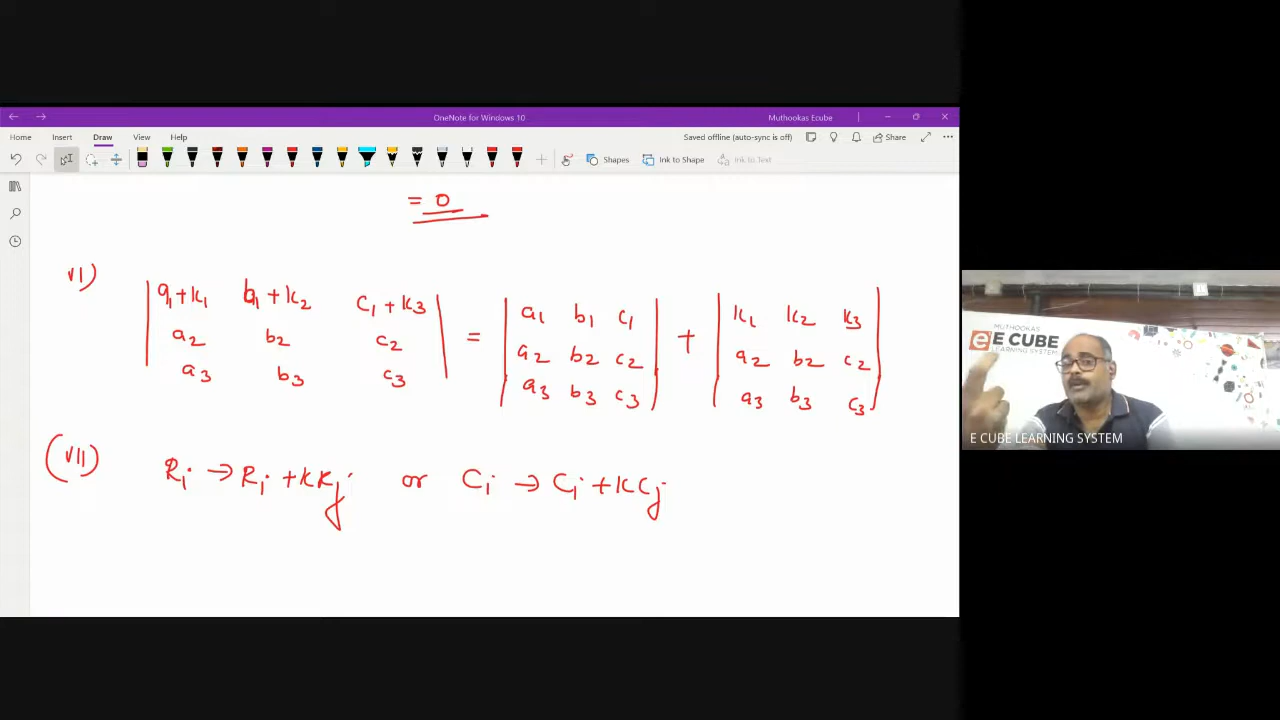 OneNote for Windows 10
Muthookas Ecube
Home Insert Draw View Help
Saved offline (auto-sync is off)
Share
Shapes
Ink to Shape
Ink to Text
= 0
VI)
| a₁+k₁ b₁+k₂ c₁+k₃ | = | a₁ b₁ c₁ | + | k₁ k₂ k₃ |
| a₂ b₂ c₂ | | a₂ b₂ c₂ | | a₂ b₂ c₂ |
| a₃ b₃ c₃ | | a₃ b₃ c₃ | | a₃ b₃ c₃ |
(VII) Rᵢ → Rᵢ + kRⱼ or Cᵢ → Cᵢ + kCⱼ
MUTHOOKAS
e E CUBE
LEARNING SYSTEM
E CUBE LEARNING SYSTEM